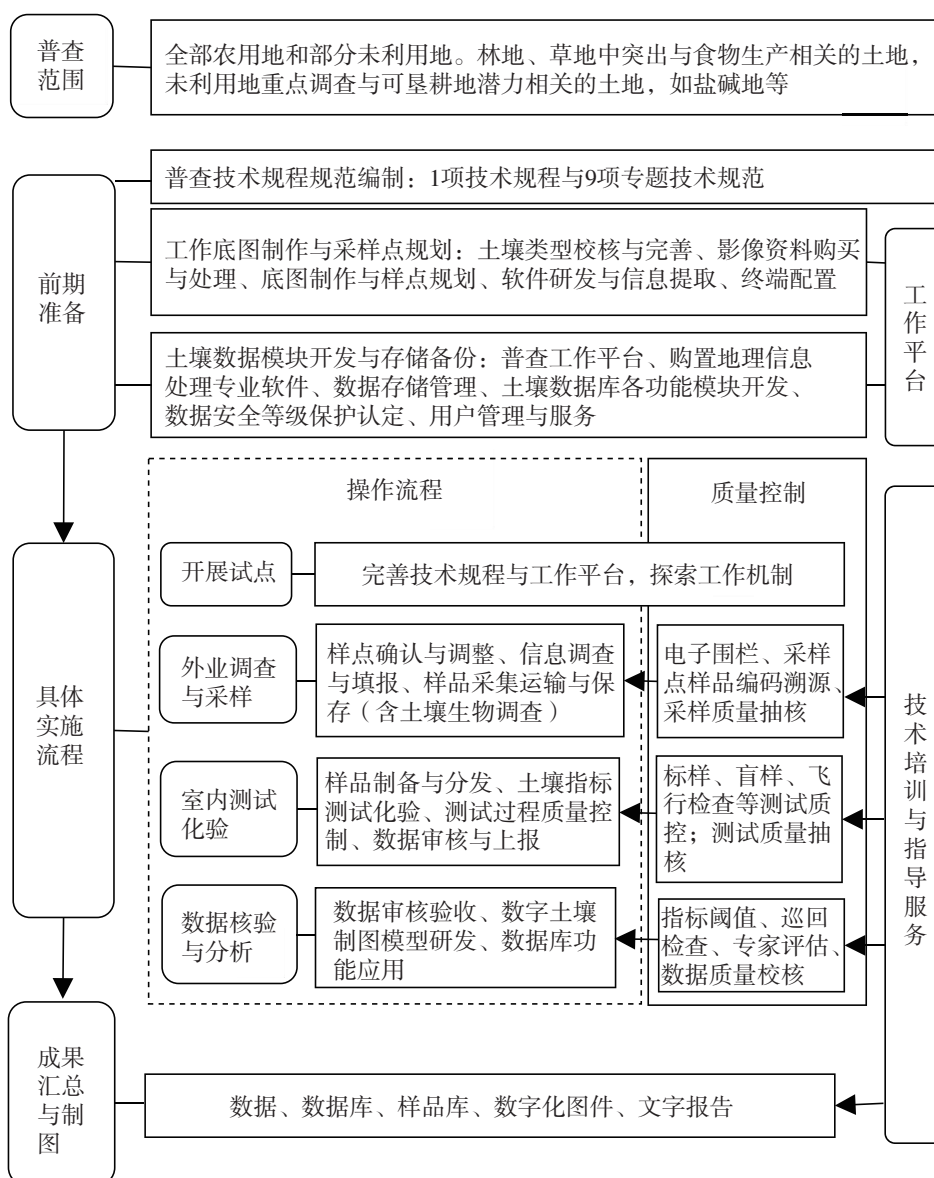 普查
范围
全部农用地和部分未利用地。林地、草地中突出与食物生产相关的土地，
未利用地重点调查与可垦耕地潜力相关的土地，如盐碱地等
前期
准备
普查技术规程规范编制：1项技术规程与9项专题技术规范
工作底图制作与采样点规划：土壤类型校核与完善、影像资料购买
与处理、底图制作与样点规划、软件研发与信息提取、终端配置
土壤数据模块开发与存储备份：普查工作平台、购置地理信息
处理专业软件、数据存储管理、土壤数据库各功能模块开发、
数据安全等级保护认定、用户管理与服务
工作平台
具体
实施
流程
操作流程
质量控制
开展试点
完善技术规程与工作平台，探索工作机制
外业调查
与采样
样点确认与调整、信息调查
与填报、样品采集运输与保
存（含土壤生物调查）
电子围栏、采样
点样品编码溯源、
采样质量抽核
室内测试
化验
样品制备与分发、土壤指标
测试化验、测试过程质量控
制、数据审核与上报
标样、盲样、飞
行检查等测试质
控；测试质量抽
核
数据核验
与分析
数据审核验收、数字土壤
制图模型研发、数据库功
能应用
指标阈值、巡回
检查、专家评估、
数据质量校核
技术培训与指导服务
成果
汇总
与制
图
数据、数据库、样品库、数字化图件、文字报告